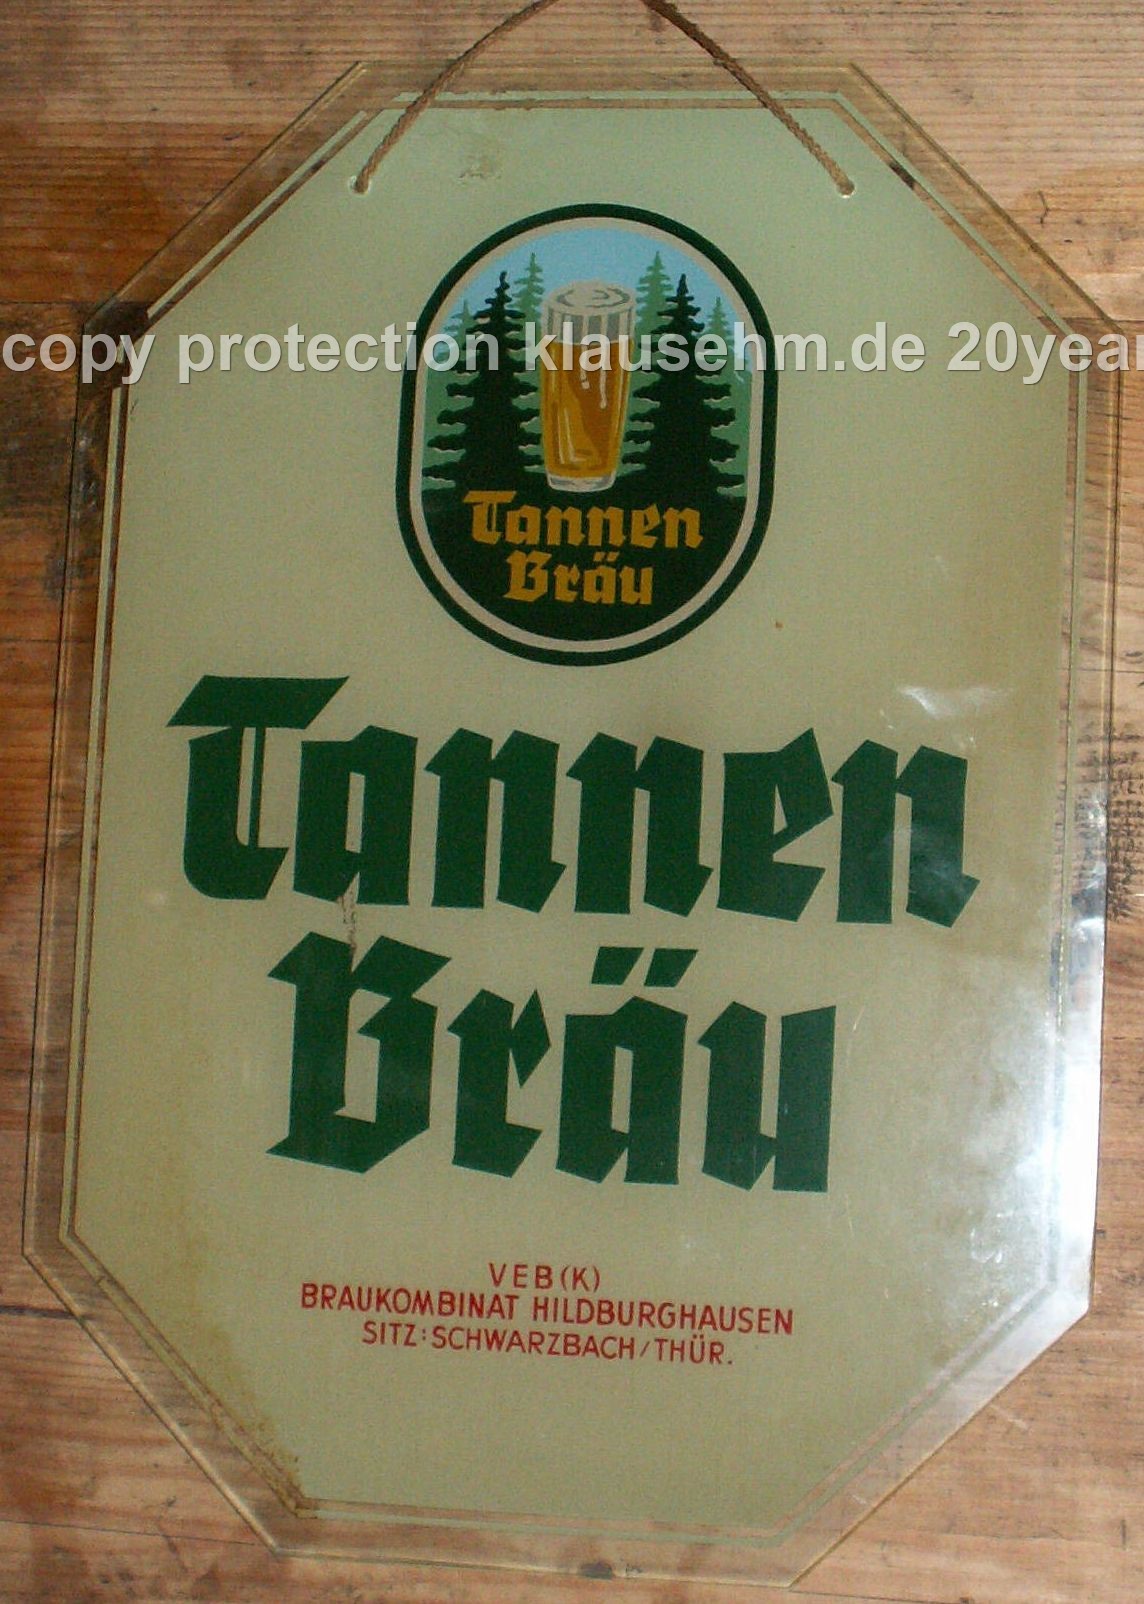 copy protection klausehm.de 20year
Tannen
Bräu
Tannen
Bräu
VEB (K)
BRAUKOMBINAT HILDBURGHAUSEN
SITZ: SCHWARZBACH/THÜR.